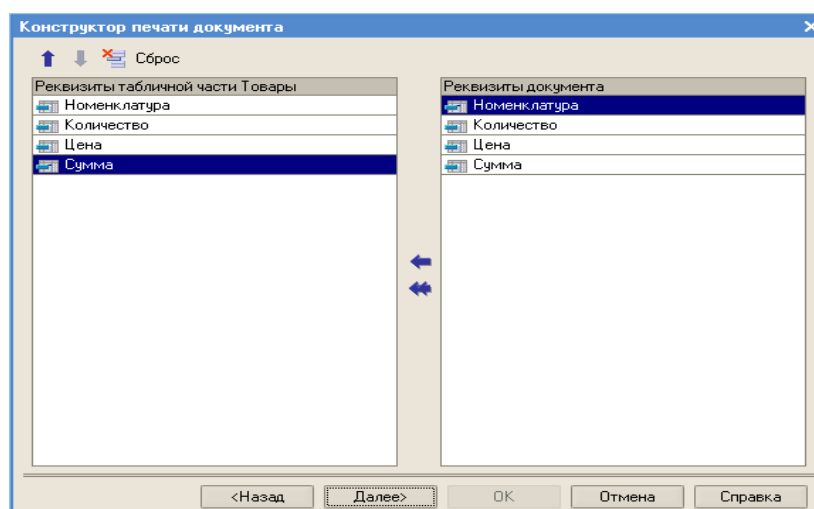 Конструктор печати документа
Сброс
Реквизиты табличной части Товары
Номенклатура
Количество
Цена
Сумма
Реквизиты документа
Номенклатура
Количество
Цена
Сумма
<Назад Далее> OK Отмена Справка